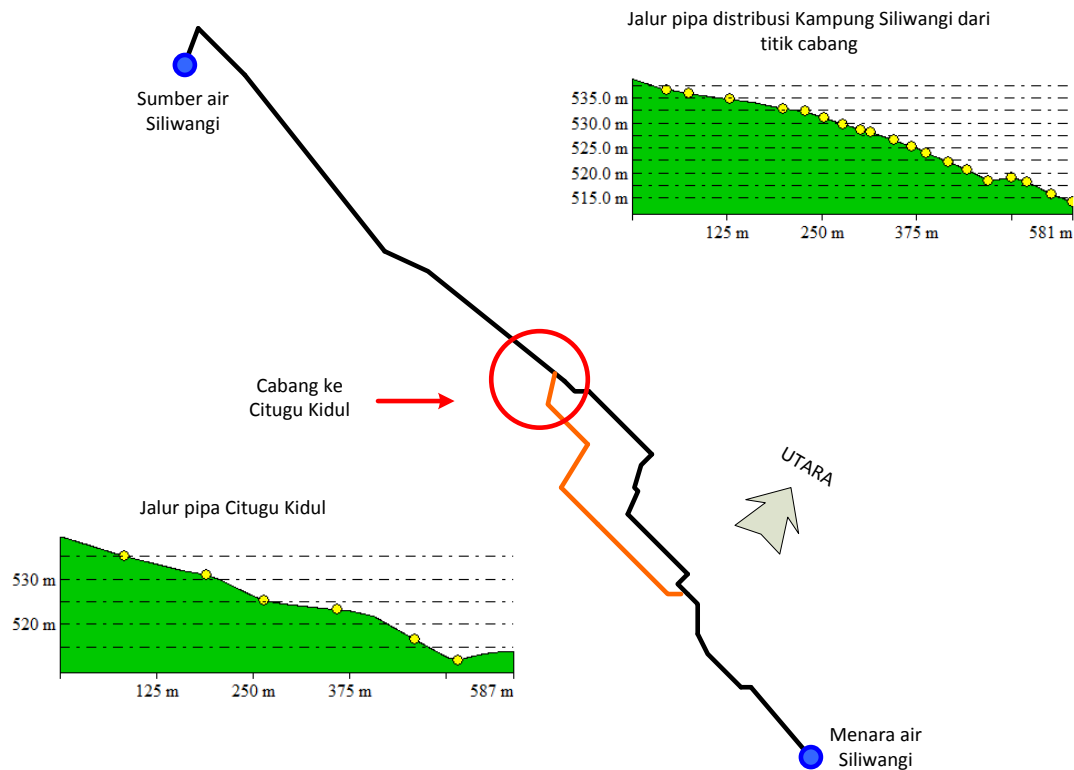 Jalur pipa distribusi Kampung Siliwangi dari
titik cabang
535.0 m
530.0 m
525.0 m
520.0 m
515.0 m
125 m
250 m
375 m
581 m
Sumber air
Siliwangi
Cabang ke
Citugu Kidul
UTARA
Jalur pipa Citugu Kidul
530 m
520 m
125 m
250 m
375 m
587 m
Menara air
Siliwangi